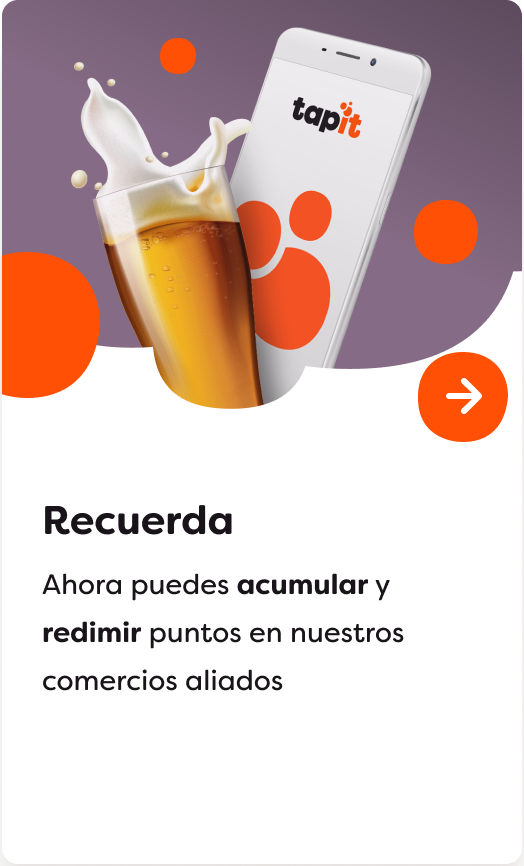 tapit
Recuerda
Ahora puedes acumular y
redimir puntos en nuestros
comercios aliados